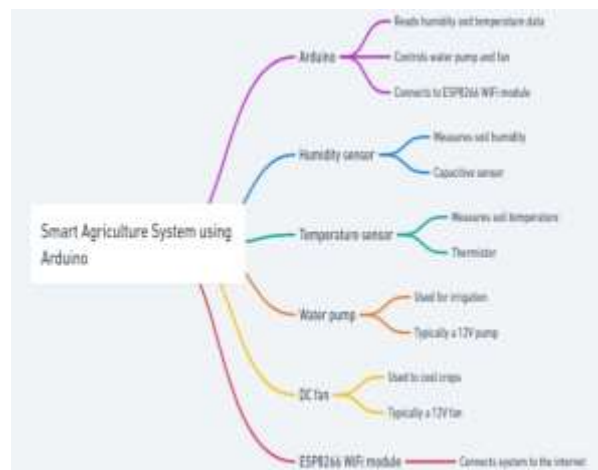 Smart Agriculture System using
Arduino
Arduino
Reads humidity and temperature data
Controls water pump and fan
Connects to ESP8266 WiFi module
Humidity sensor
Measures soil humidity
Capacitive sensor
Temperature sensor
Measures soil temperature
Thermistor
Water pump
Used for irrigation
Typically a 12V pump
DC fan
Used to cool crops
Typically a 12V fan
ESP8266 WiFi module
Connects system to the internet